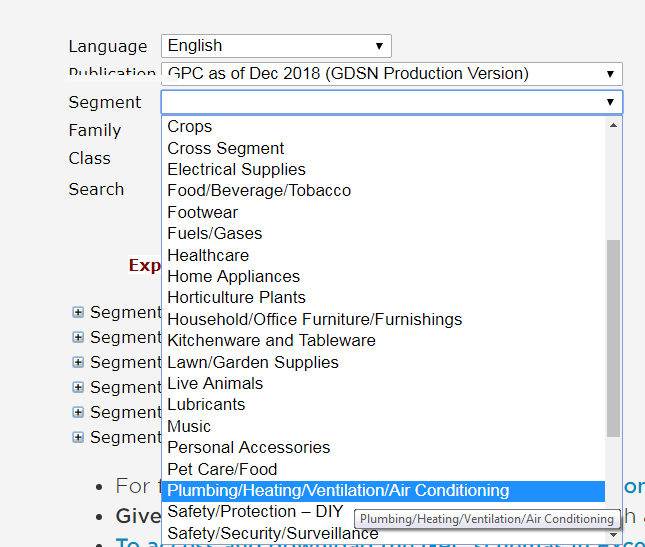 Language English
Publication GPC as of Dec 2018 (GDSN Production Version)
Segment
Family
Class
Search
Crops
Cross Segment
Electrical Supplies
Food/Beverage/Tobacco
Footwear
Fuels/Gases
Healthcare
Home Appliances
Horticulture Plants
Household/Office Furniture/Furnishings
Kitchenware and Tableware
Lawn/Garden Supplies
Live Animals
Lubricants
Music
Personal Accessories
Pet Care/Food
Plumbing/Heating/Ventilation/Air Conditioning
Safety/Protection – DIY
Safety/Security/Surveillance
Plumbing/Heating/Ventilation/Air Conditioning
Exp
Segment
Segment
Segment
Segment
Segment
Segment
For
Give
To access and download